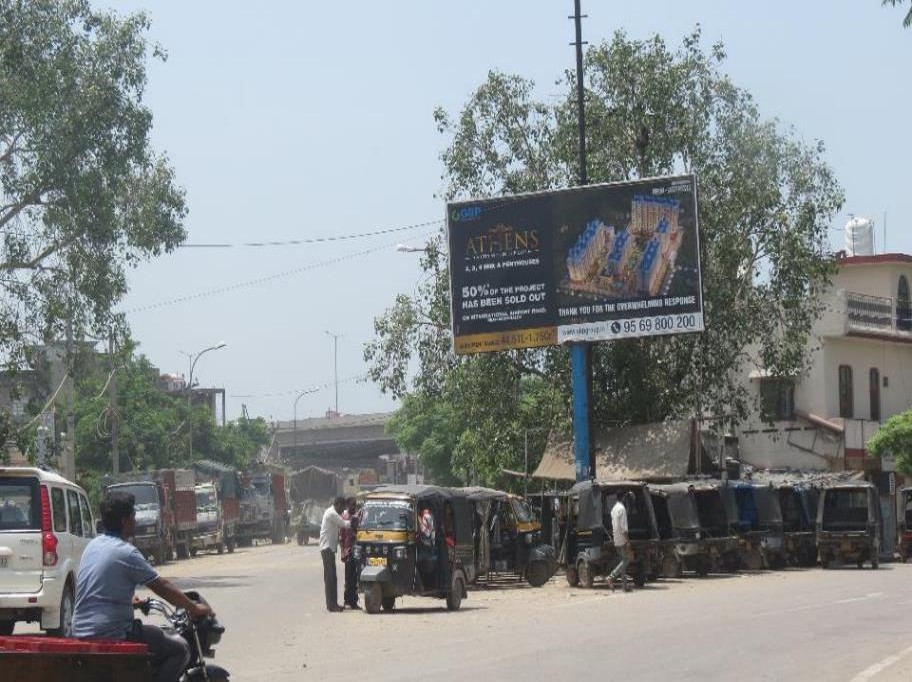 GBP
ATHENS
2, 3, 4 BHK & PENTHOUSES
50% OF THE PROJECT
HAS BEEN SOLD OUT
ON INTERNATIONAL AIRPORT ROAD,
THANK YOU FOR THE OVERWHELMING RESPONSE
95 69 800 200